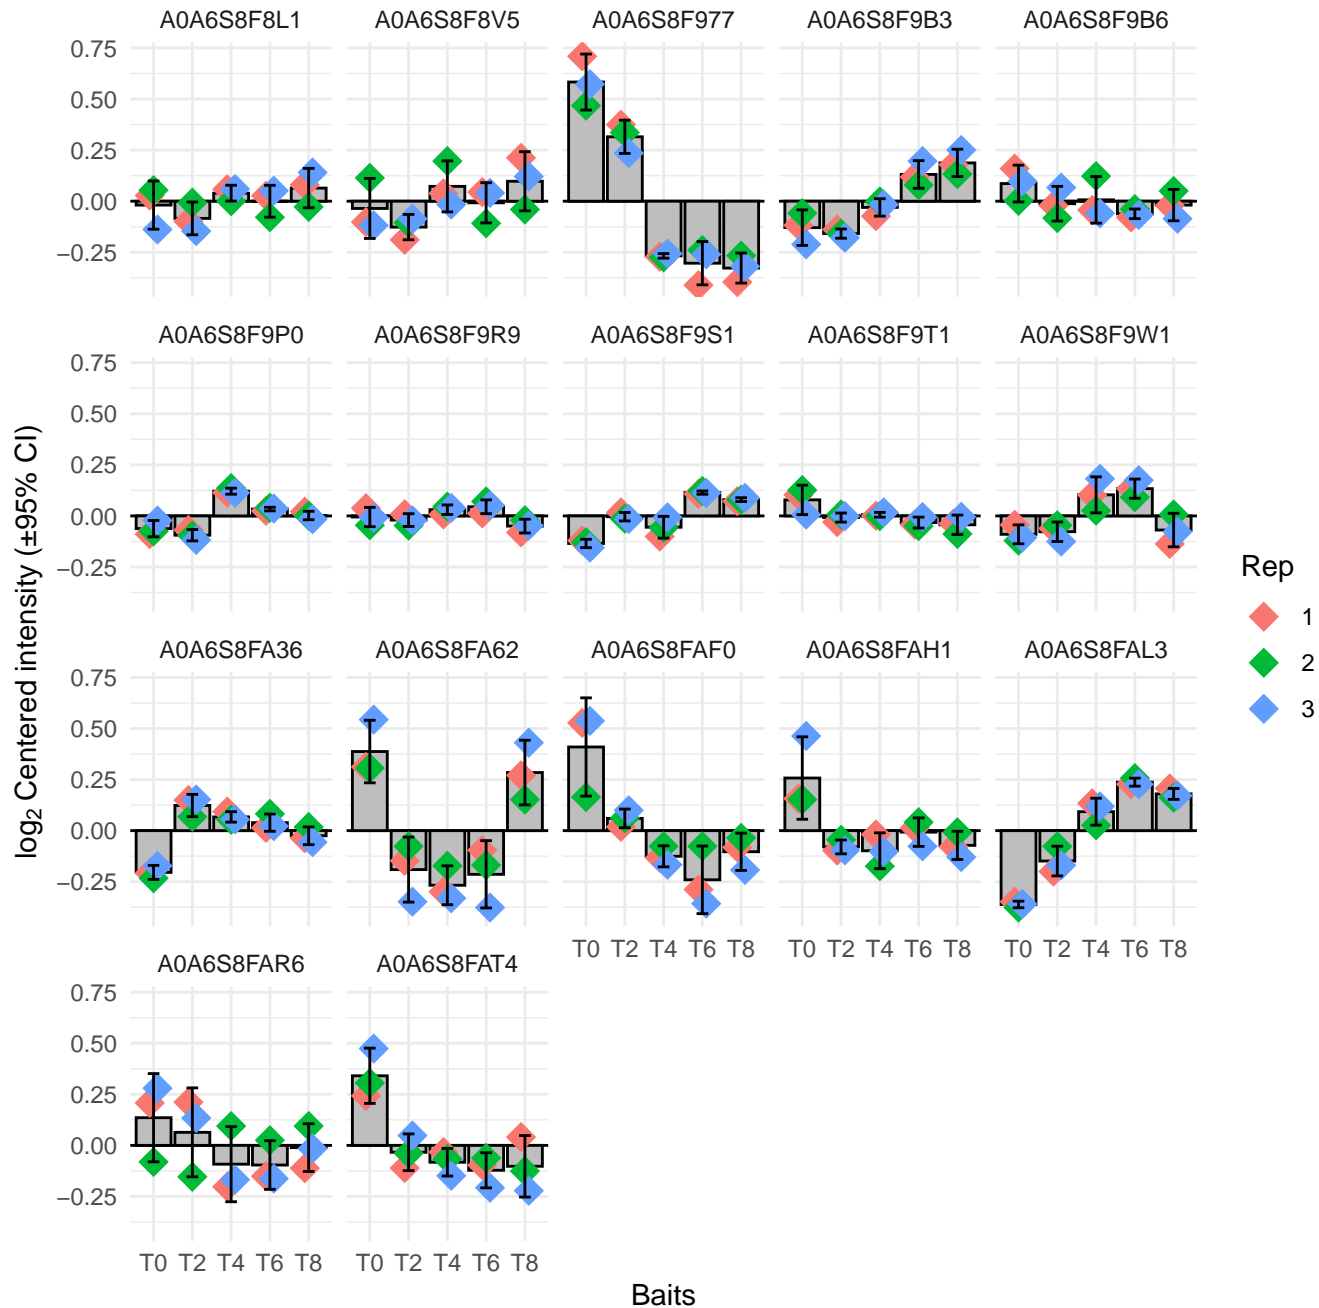 A0A6S8F8L1 A0A6S8F8V5 A0A6S8F977 A0A6S8F9B3 A0A6S8F9B6
0.75
0.50
0.25
0.00
−0.25
A0A6S8F9P0 A0A6S8F9R9 A0A6S8F9S1 A0A6S8F9T1 A0A6S8F9W1
0.75
0.50
0.25
0.00
−0.25
log2 Centered intensity (±95% CI)
Rep
1
2
3
A0A6S8FA36 A0A6S8FA62 A0A6S8FAF0 A0A6S8FAH1 A0A6S8FAL3
0.75
0.50
0.25
0.00
−0.25
T0 T2 T4 T6 T8 T0 T2 T4 T6 T8 T0 T2 T4 T6 T8
A0A6S8FAR6 A0A6S8FAT4
0.75
0.50
0.25
0.00
−0.25
T0 T2 T4 T6 T8 T0 T2 T4 T6 T8
Baits